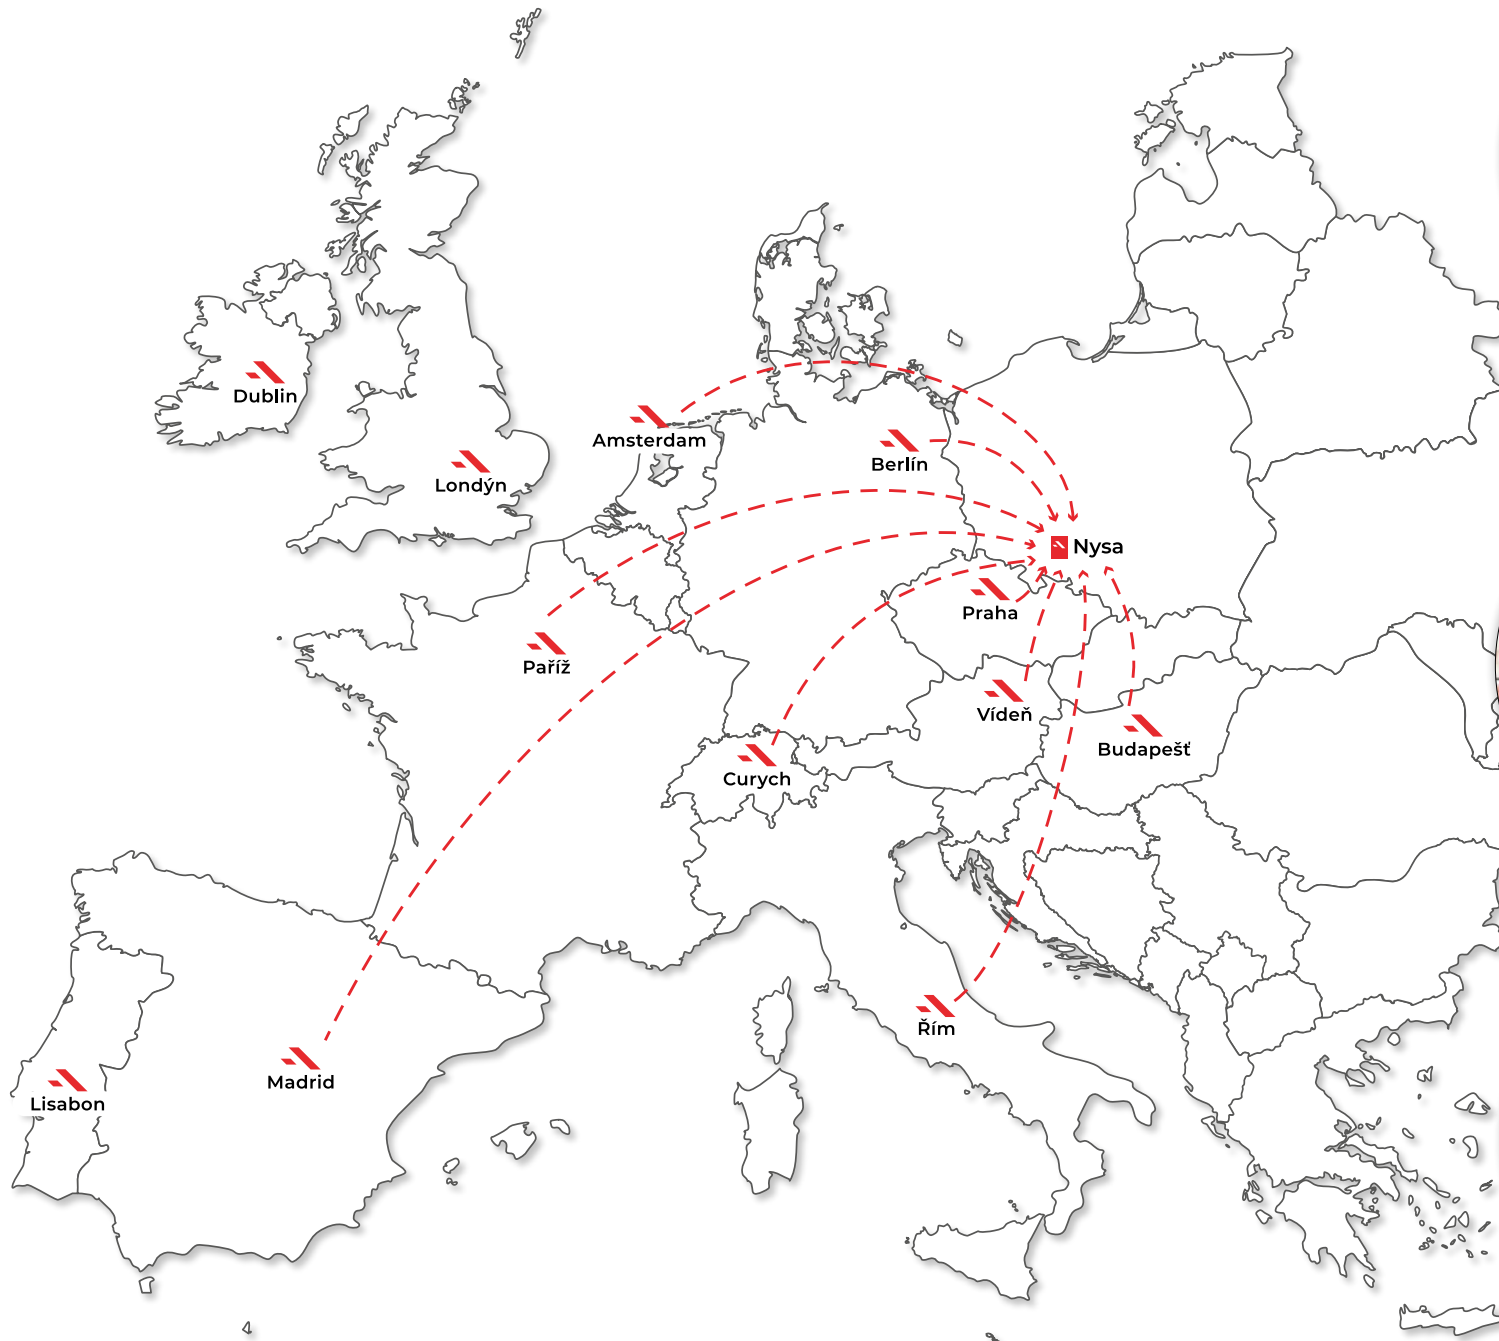 Dublin
Amsterdam
Berlín
Londýn
Nysa
Praha
Paříž
Vídeň
Budapešť
Curych
Řím
Madrid
Lisabon